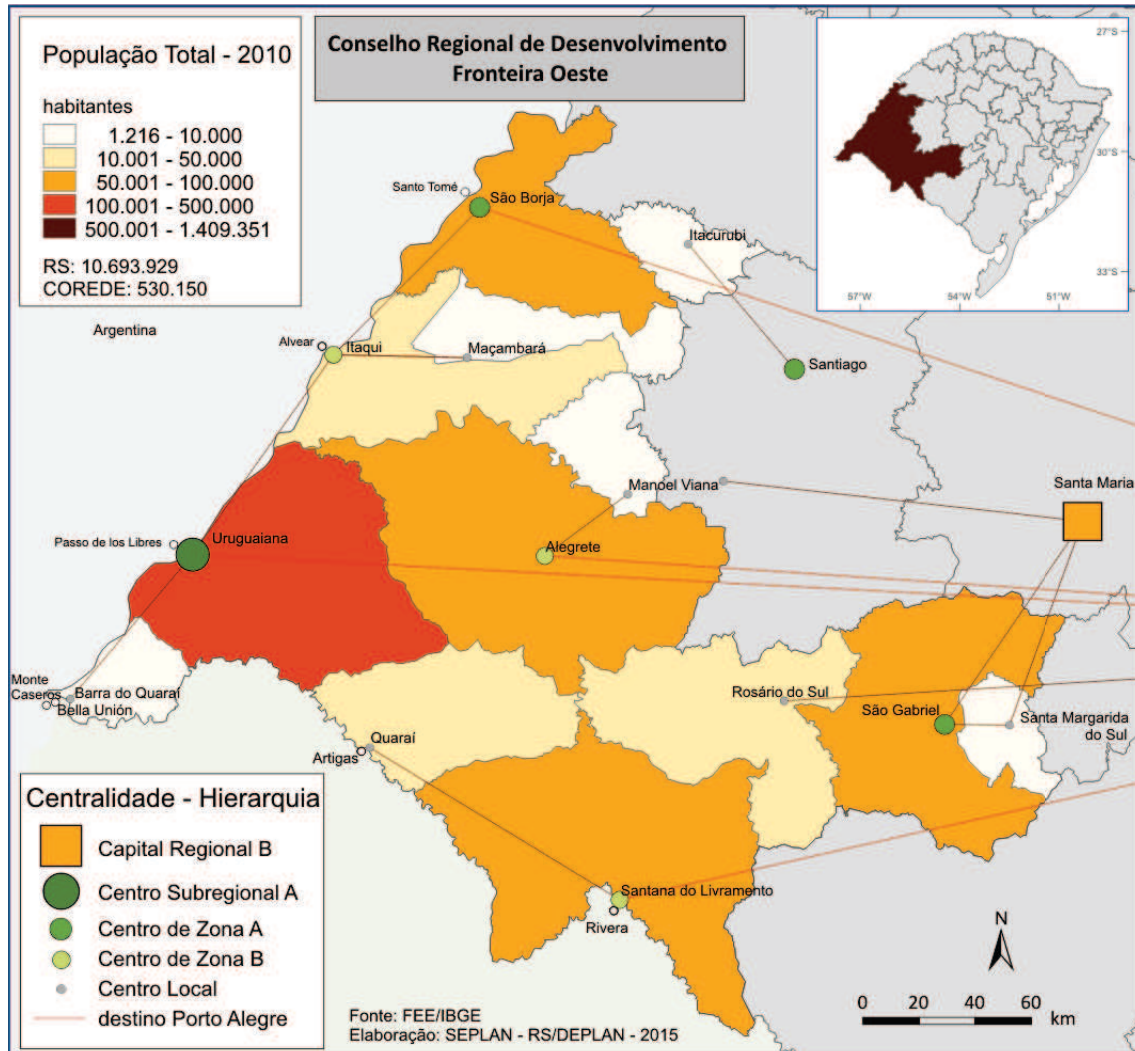 Conselho Regional de Desenvolvimento
Fronteira Oeste
População Total - 2010
habitantes
1.216 - 10.000
10.001 - 50.000
50.001 - 100.000
100.001 - 500.000
500.001 - 1.409.351
RS: 10.693.929
COREDE: 530.150
27°S
30°S
33°S
57°W
54°W
51°W
Santo Tomé
São Borja
Itacurubi
Argentina
Alvear
Itaqui
Maçambará
Santiago
Manoel Viana
Santa Maria
Passo de los Libres
Uruguaiana
Alegrete
Monte
Caseros
Barra do Quaraí
Bella Unión
Rosário do Sul
São Gabriel
Santa Margarida
do Sul
Quaraí
Artigas
Santana do Livramento
Rivera
Centralidade - Hierarquia
Capital Regional B
Centro Subregional A
Centro de Zona A
Centro de Zona B
Centro Local
destino Porto Alegre
Fonte: FEE/IBGE
Elaboração: SEPLAN - RS/DEPLAN - 2015
N
0 20 40 60
km